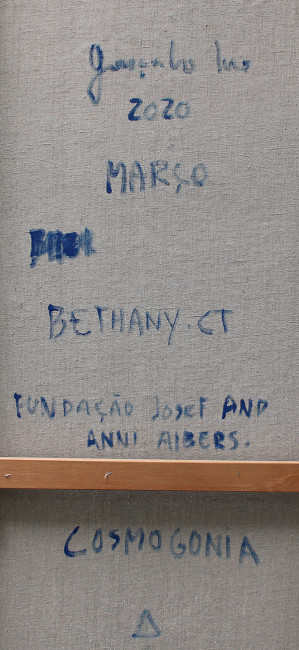 Gonçalo Ivo
2020
MARÇO
BETHANY. CT
FUNDAÇÃO Josef AND
ANNI AlBERS.
COSMOGONIA